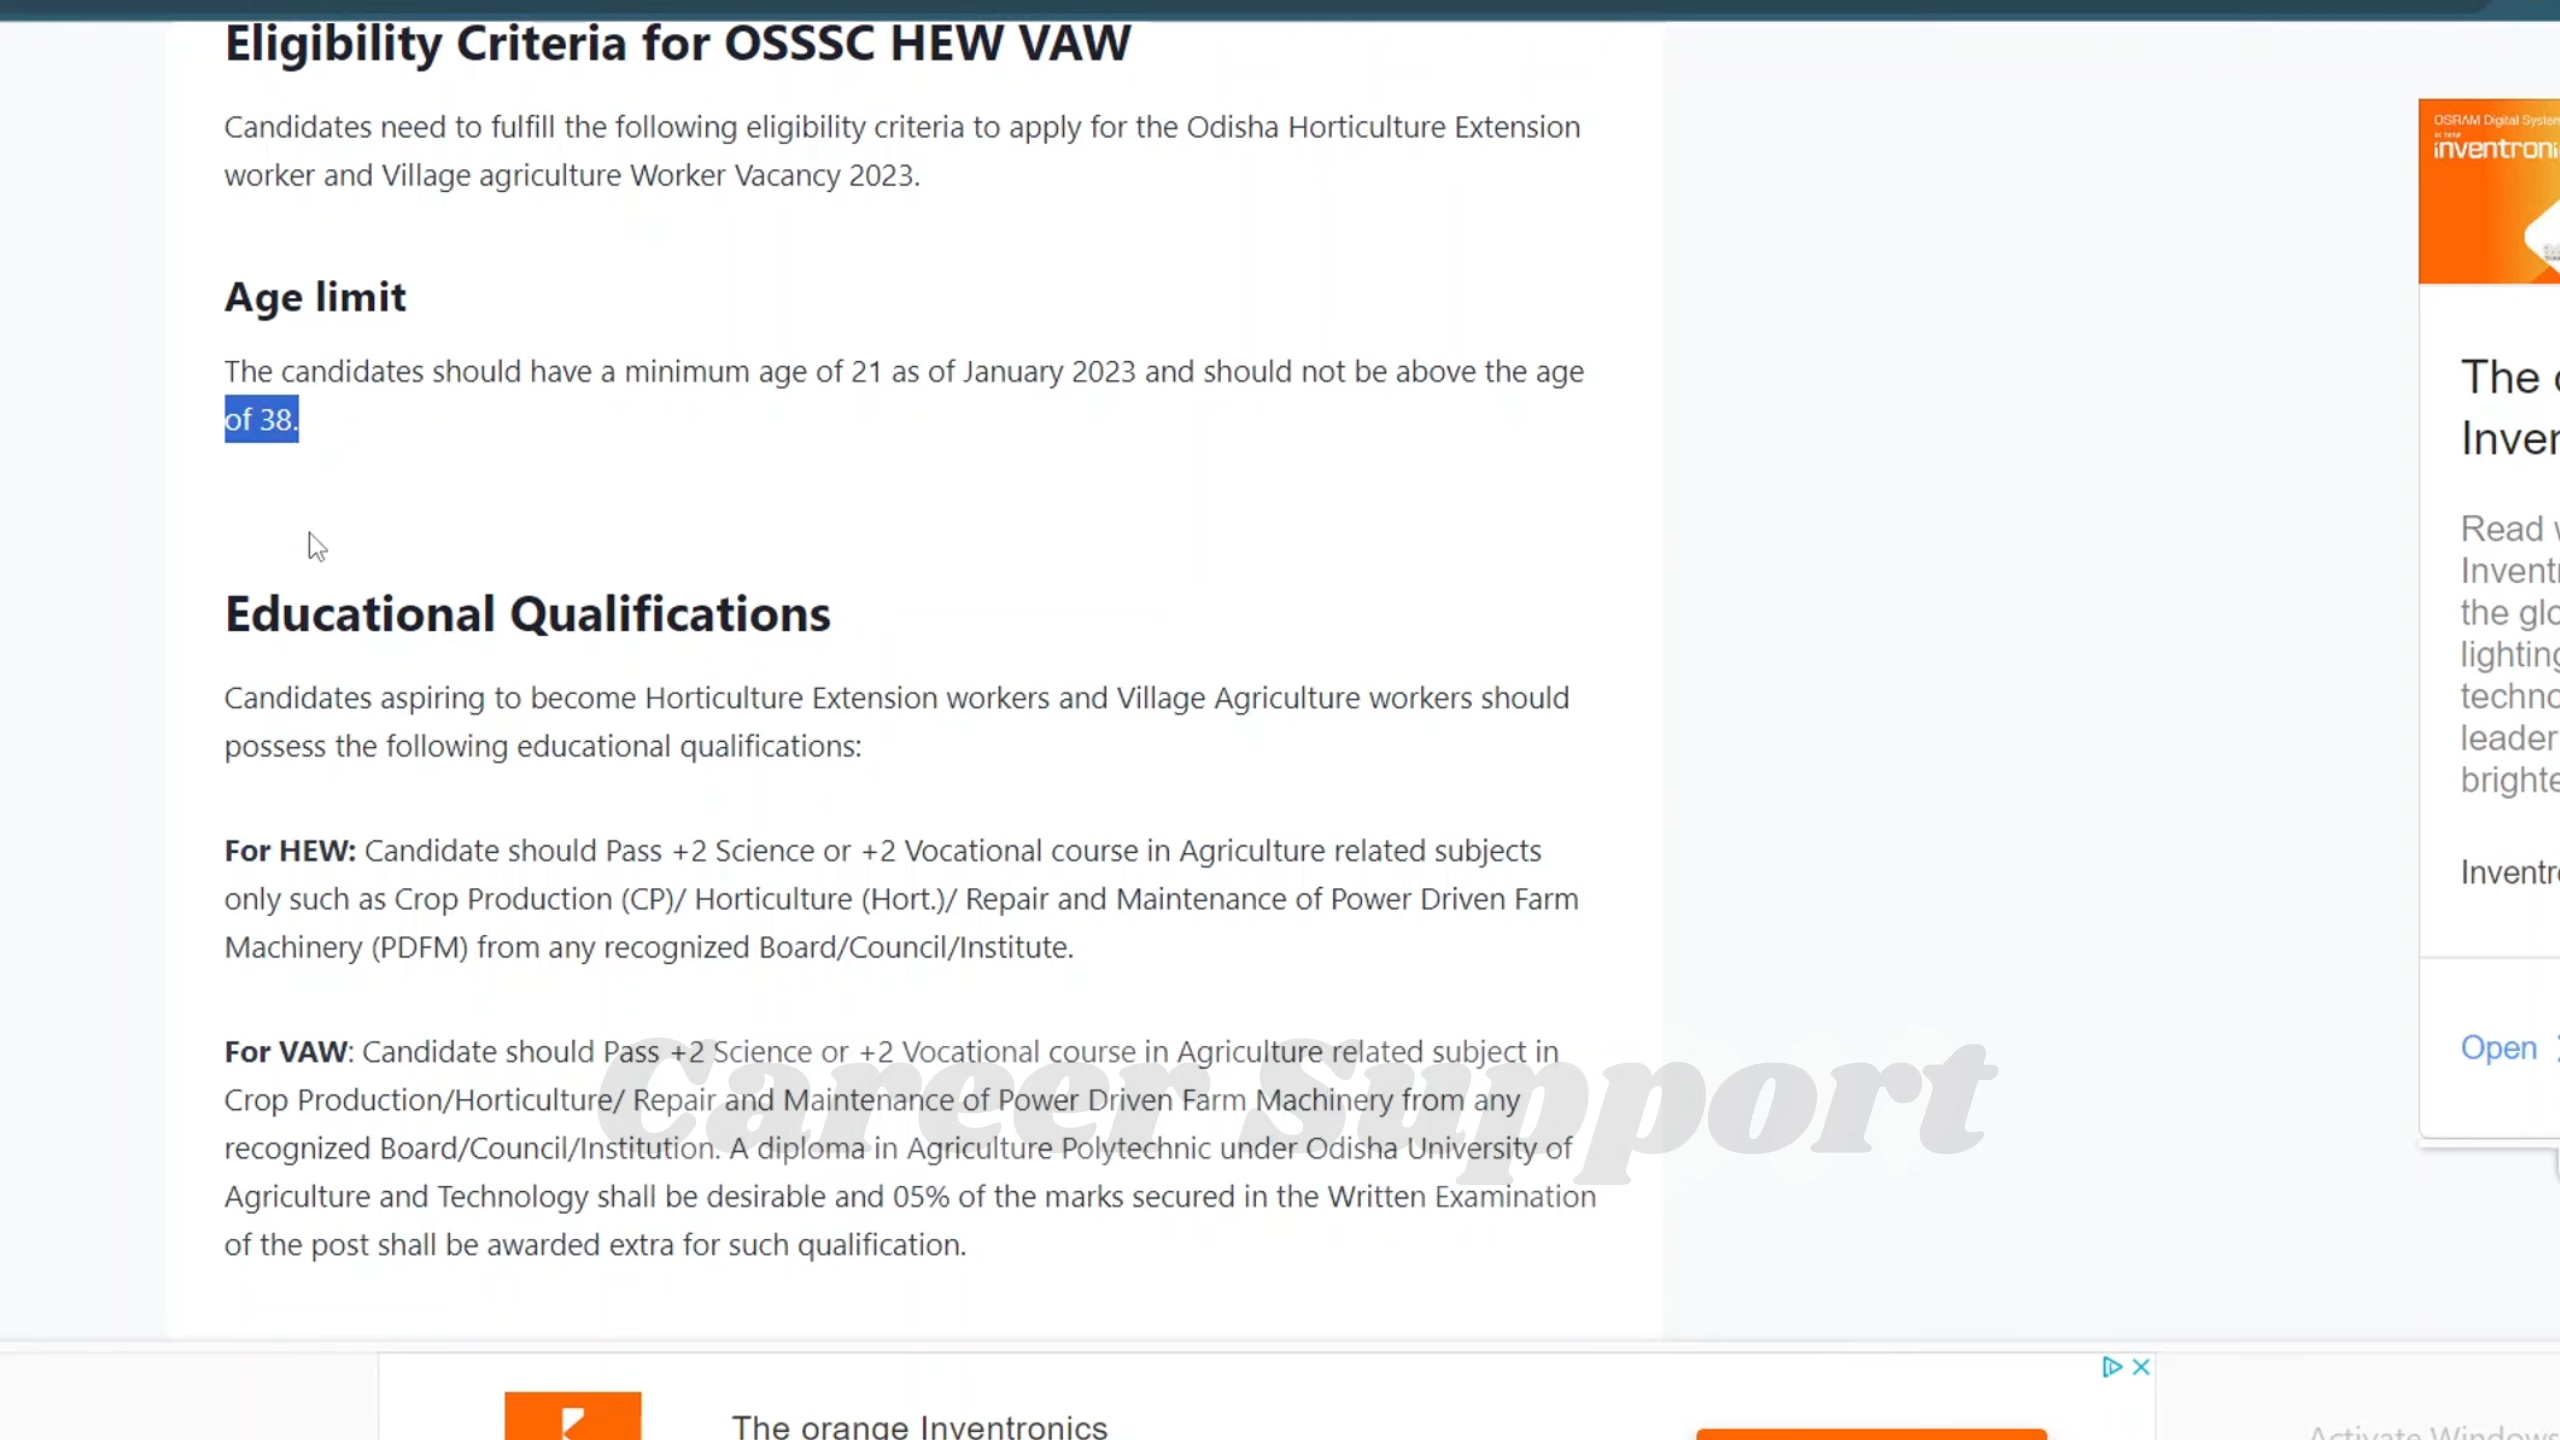 Eligibility Criteria for OSSSC HEW VAW
Candidates need to fulfill the following eligibility criteria to apply for the Odisha Horticulture Extension
worker and Village agriculture Worker Vacancy 2023.
Age limit
The candidates should have a minimum age of 21 as of January 2023 and should not be above the age
of 38.
Educational Qualifications
Candidates aspiring to become Horticulture Extension workers and Village Agriculture workers should
possess the following educational qualifications:
For HEW: Candidate should Pass +2 Science or +2 Vocational course in Agriculture related subjects
only such as Crop Production (CP)/ Horticulture (Hort.)/ Repair and Maintenance of Power Driven Farm
Machinery (PDFM) from any recognized Board/Council/Institute.
For VAW: Candidate should Pass +2 Science or +2 Vocational course in Agriculture related subject in
Crop Production/Horticulture/ Repair and Maintenance of Power Driven Farm Machinery from any
recognized Board/Council/Institution. A diploma in Agriculture Polytechnic under Odisha University of
Agriculture and Technology shall be desirable and 05% of the marks secured in the Written Examination
of the post shall be awarded extra for such qualification.
Career Support
OSRAM Digital System
inventroni
The
Inven
Read
Invent
the glo
lighting
techno
leader
brighte
Inventr
Open
The orange Inventronics
Activate Windows